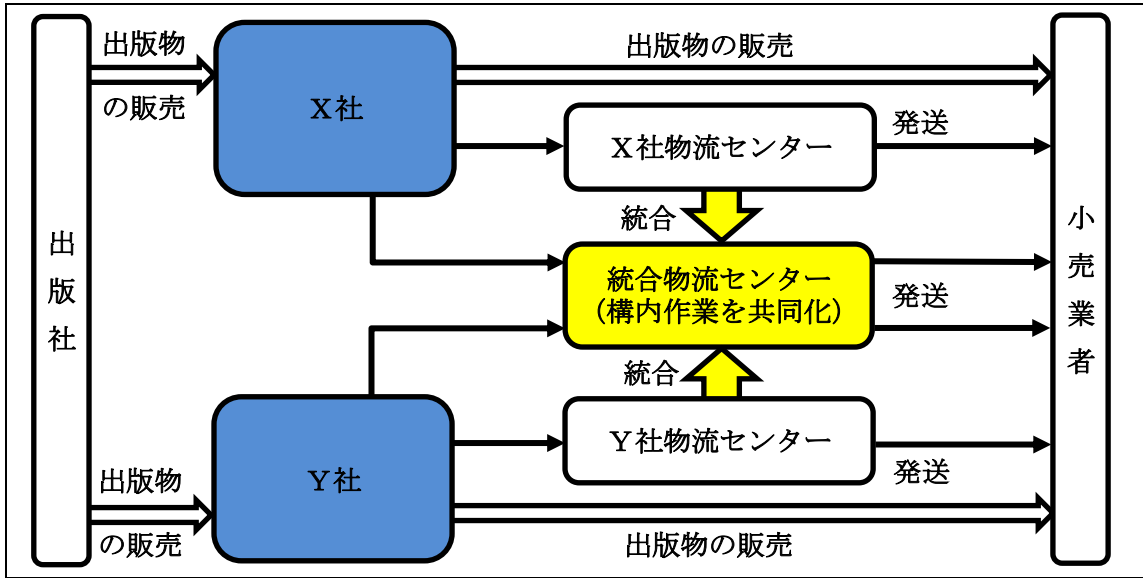 出版社
出版物
の販売
X社
出版物の販売
X社物流センター
発送
統合
統合物流センター
(構内作業を共同化)
発送
統合
Y社物流センター
発送
出版物
の販売
Y社
出版物の販売
小売業者